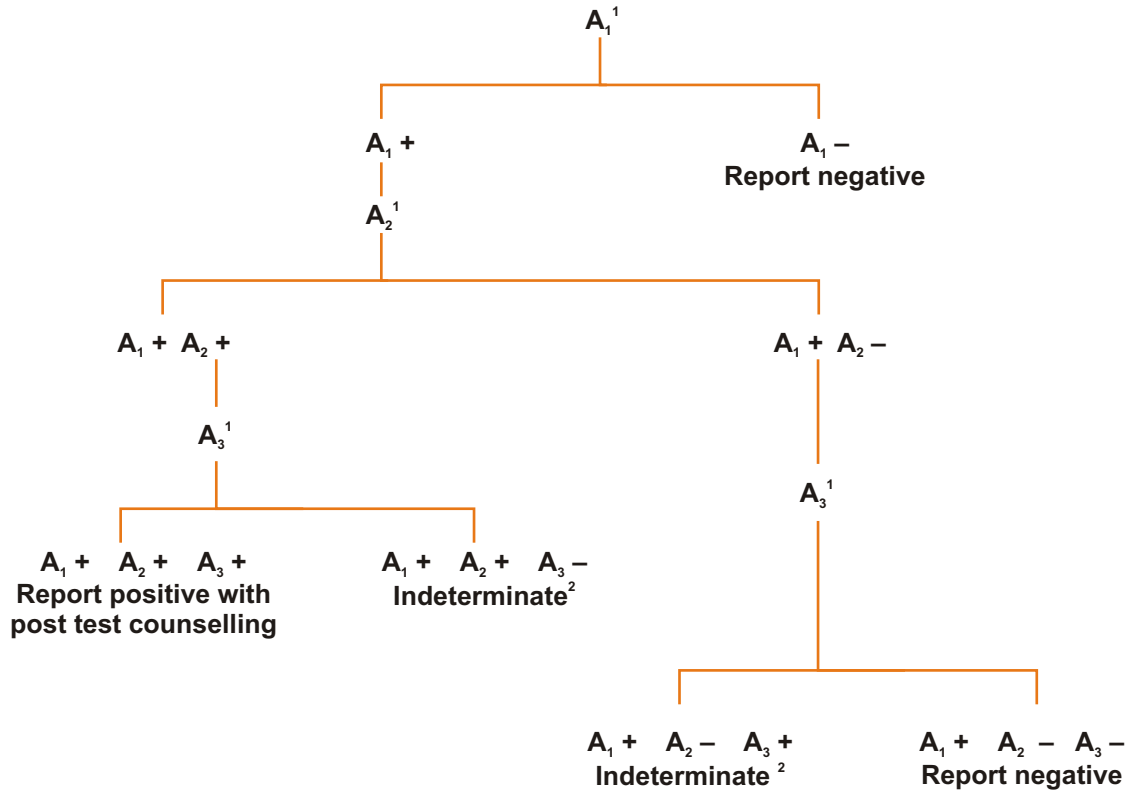 A₁¹
A₁ + A₁ –
Report negative
A₂¹
A₁ + A₂ + A₁ + A₂ –
A₃¹
A₃¹
A₁ + A₂ + A₃ + A₁ + A₂ + A₃ –
Report positive with Indeterminate²
post test counselling
A₁ + A₂ – A₃ + A₁ + A₂ – A₃ –
Indeterminate ² Report negative